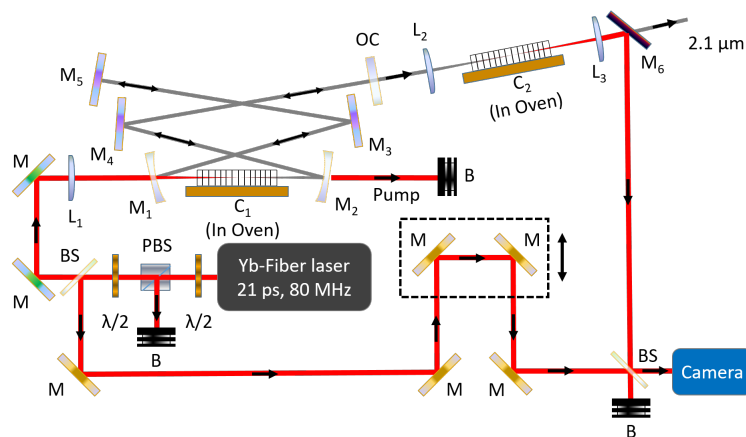 OC
L2
M5
C2
(In Oven)
L3
M6
2.1 µm
M4
M3
M
L1
M1
C1
(In Oven)
M2
Pump
B
BS
PBS
M
M
M
Yb-Fiber laser
21 ps, 80 MHz
λ/2
λ/2
B
M
M
M
BS
Camera
B